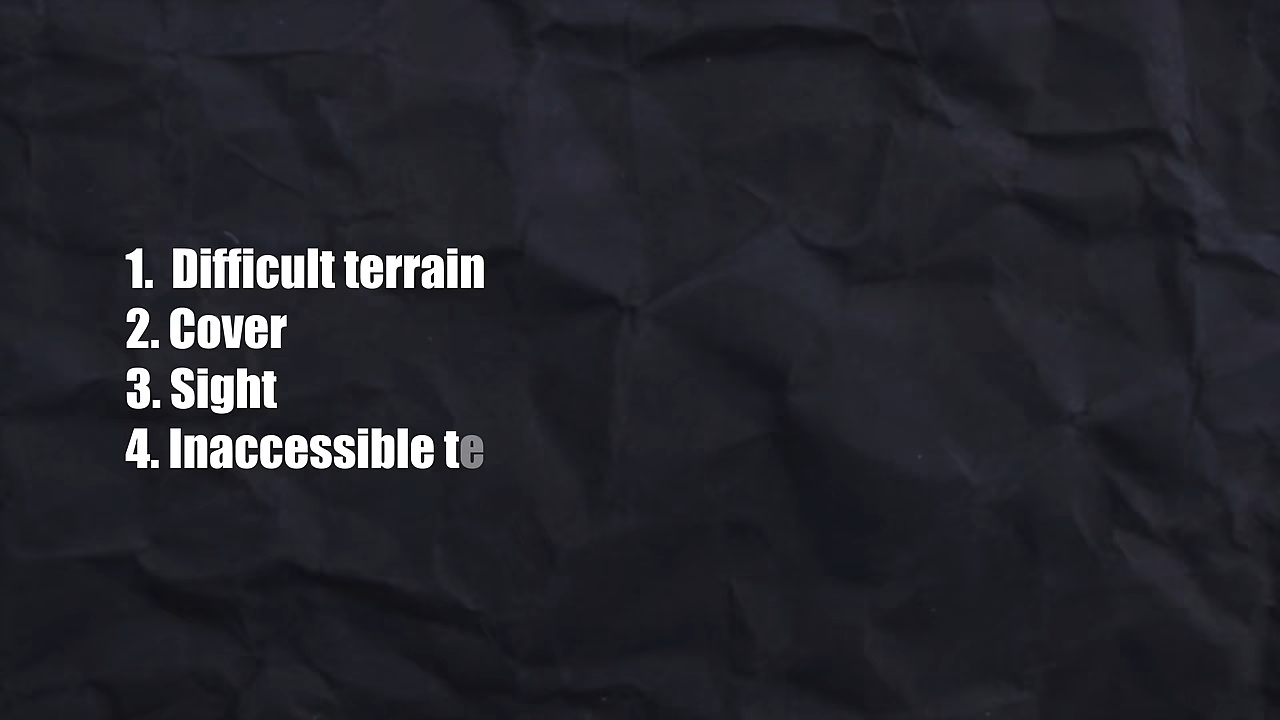 1. Difficult terrain
2. Cover
3. Sight
4. Inaccessible te